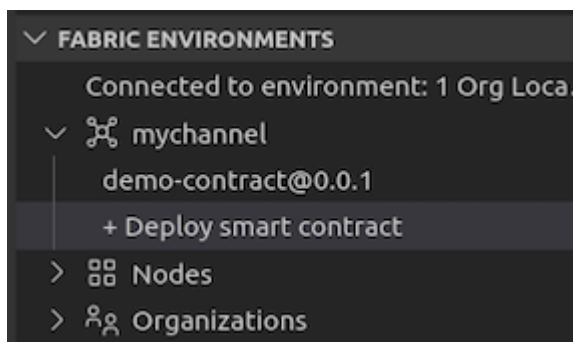 FABRIC ENVIRONMENTS
Connected to environment: 1 Org Loca.
mychannel
demo-contract@0.0.1
+ Deploy smart contract
Nodes
Organizations